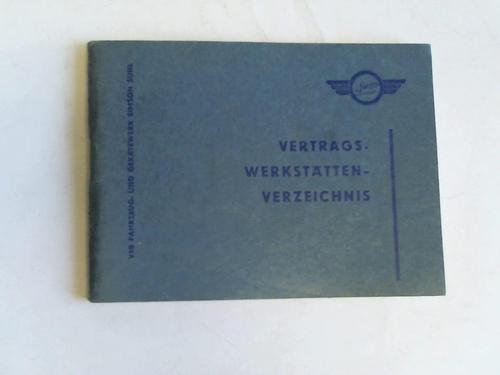 VERTRAGS-
WERKSTÄTTEN-
VERZEICHNIS
VEB FAHRZEUG- UND GERÄTEWERK SIMSON SUHL